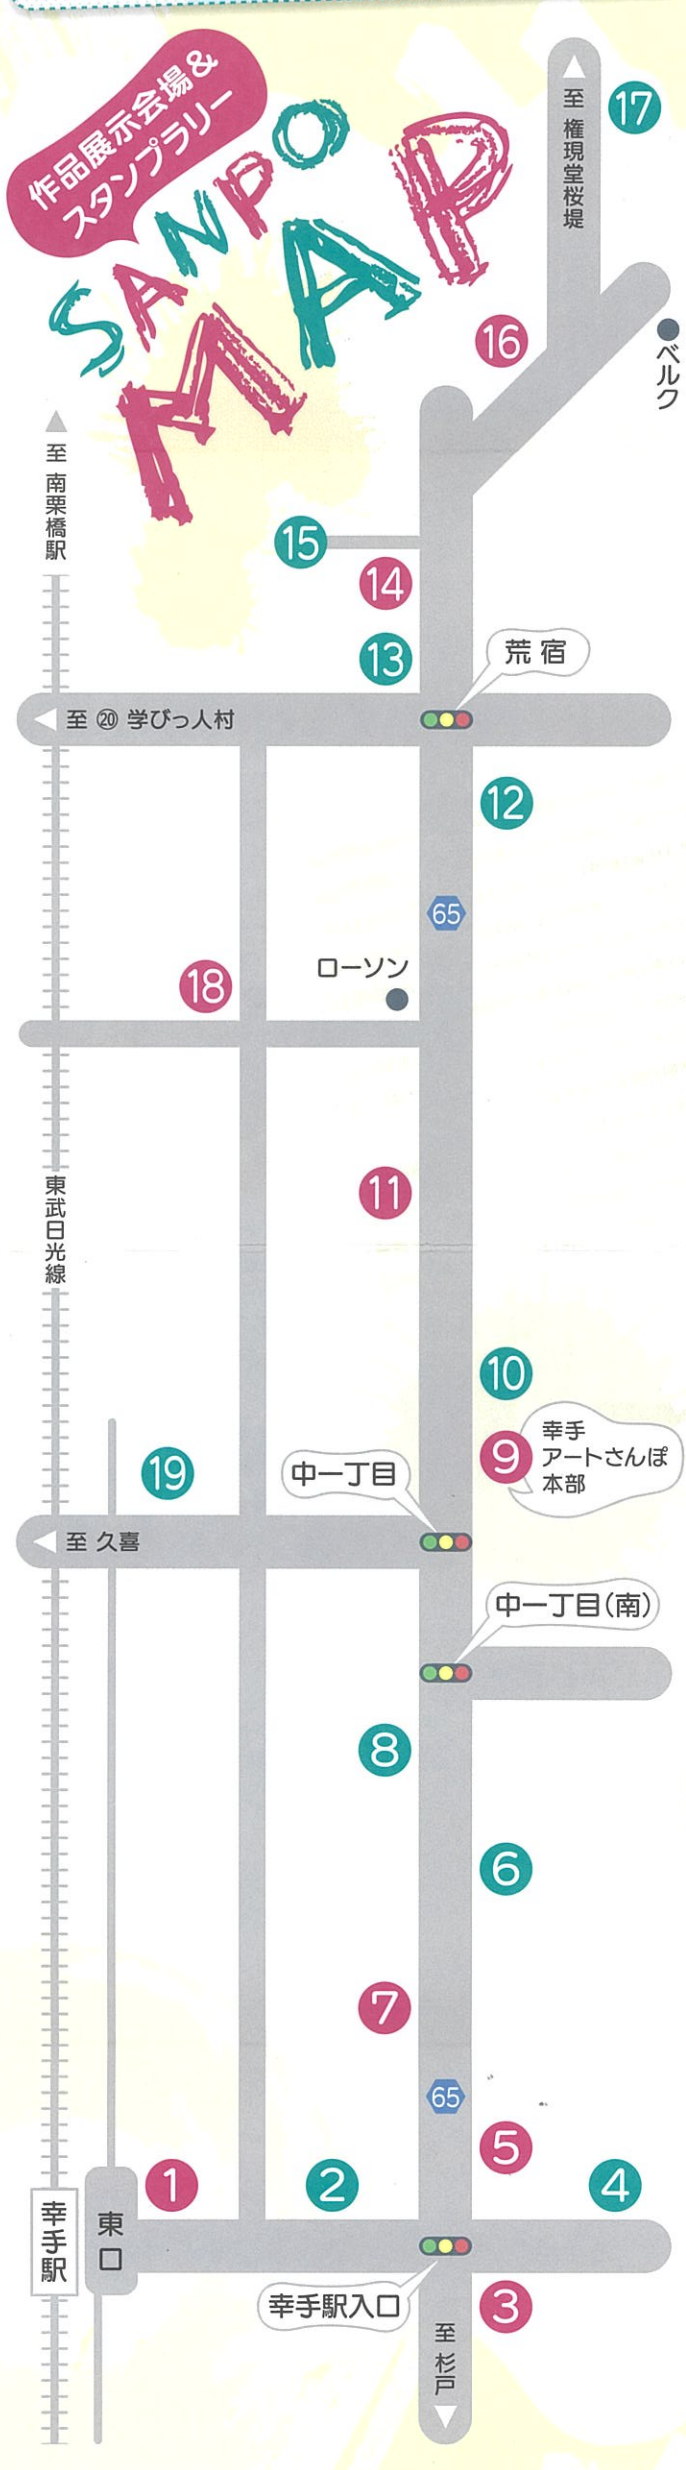 作品展示会場&
スタンプラリー
SANPO
MAP
至 権現堂桜堤
17
16
ベルク
至 南栗橋駅
15
14
13
荒宿
至 ⑳ 学びっ人村
12
65
ローソン
18
11
東武日光線
10
9
幸手
アートさんぽ
本部
19
中一丁目
至 久喜
中一丁目(南)
8
6
7
65
5
1
2
4
幸手駅
東口
幸手駅入口
3
至 杉戸